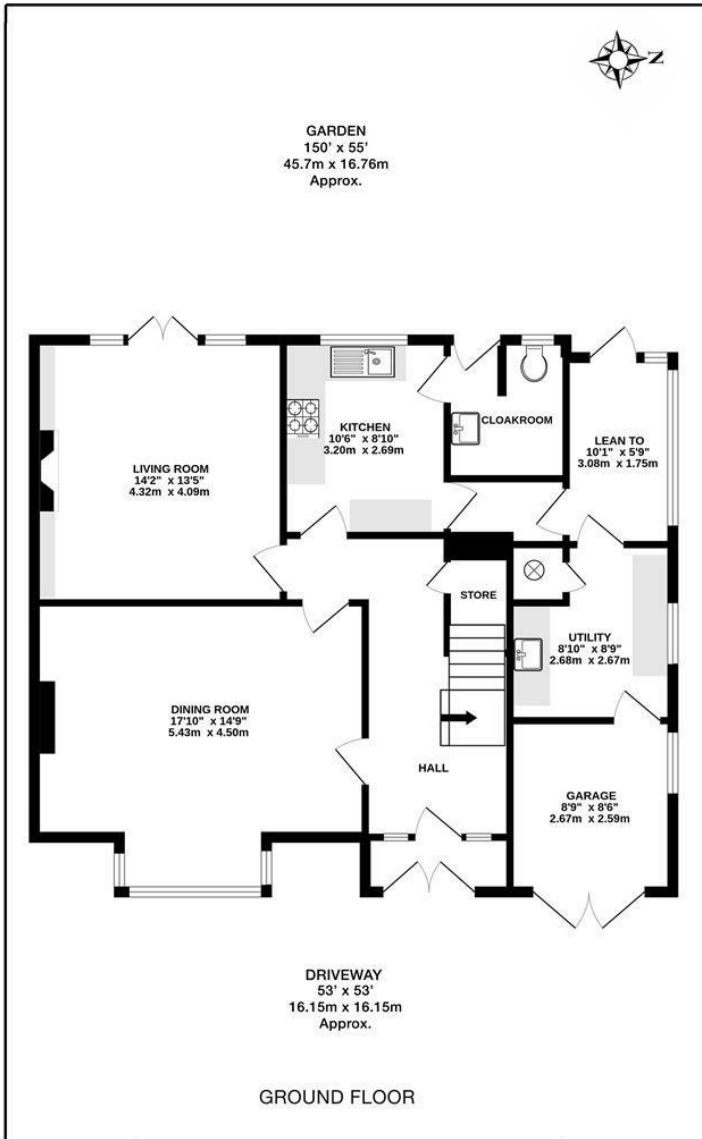 N
GARDEN
150' x 55'
45.7m x 16.76m
Approx.
LIVING ROOM
14'2" x 13'5"
4.32m x 4.09m
KITCHEN
10'6" x 8'10"
3.20m x 2.69m
CLOAKROOM
LEAN TO
10'1" x 5'9"
3.08m x 1.75m
STORE
UTILITY
8'10" x 8'9"
2.68m x 2.67m
DINING ROOM
17'10" x 14'9"
5.43m x 4.50m
HALL
GARAGE
8'9" x 8'6"
2.67m x 2.59m
DRIVEWAY
53' x 53'
16.15m x 16.15m
Approx.
GROUND FLOOR